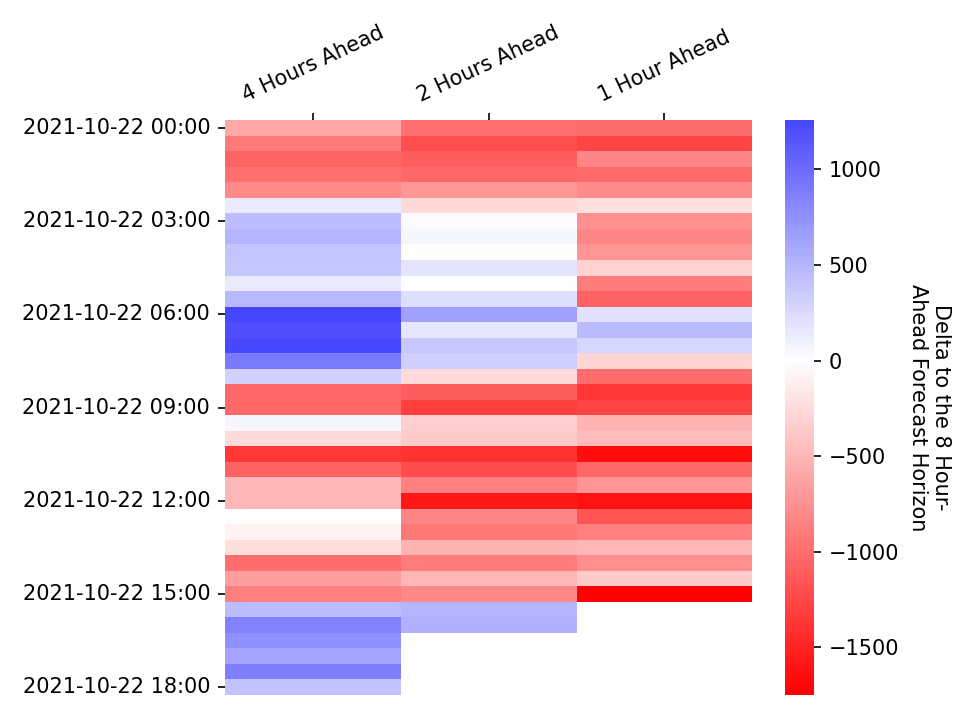 4 Hours Ahead
2 Hours Ahead
1 Hour Ahead
2021-10-22 00:00
2021-10-22 03:00
2021-10-22 06:00
2021-10-22 09:00
2021-10-22 12:00
2021-10-22 15:00
2021-10-22 18:00
1000
500
0
−500
−1000
−1500
Delta to the 8 Hour-
Ahead Forecast Horizon